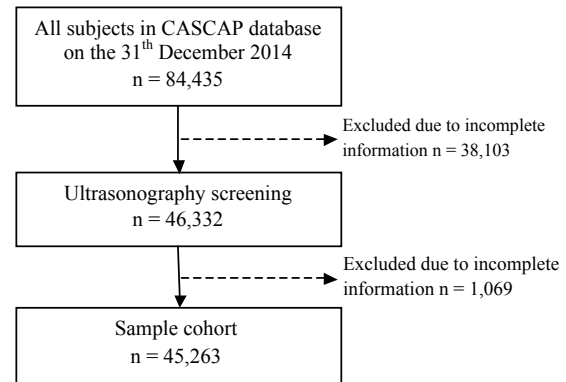 All subjects in CASCAP database
on the 31th December 2014
n = 84,435
Excluded due to incomplete
information n = 38,103
Ultrasonography screening
n = 46,332
Excluded due to incomplete
information n = 1,069
Sample cohort
n = 45,263